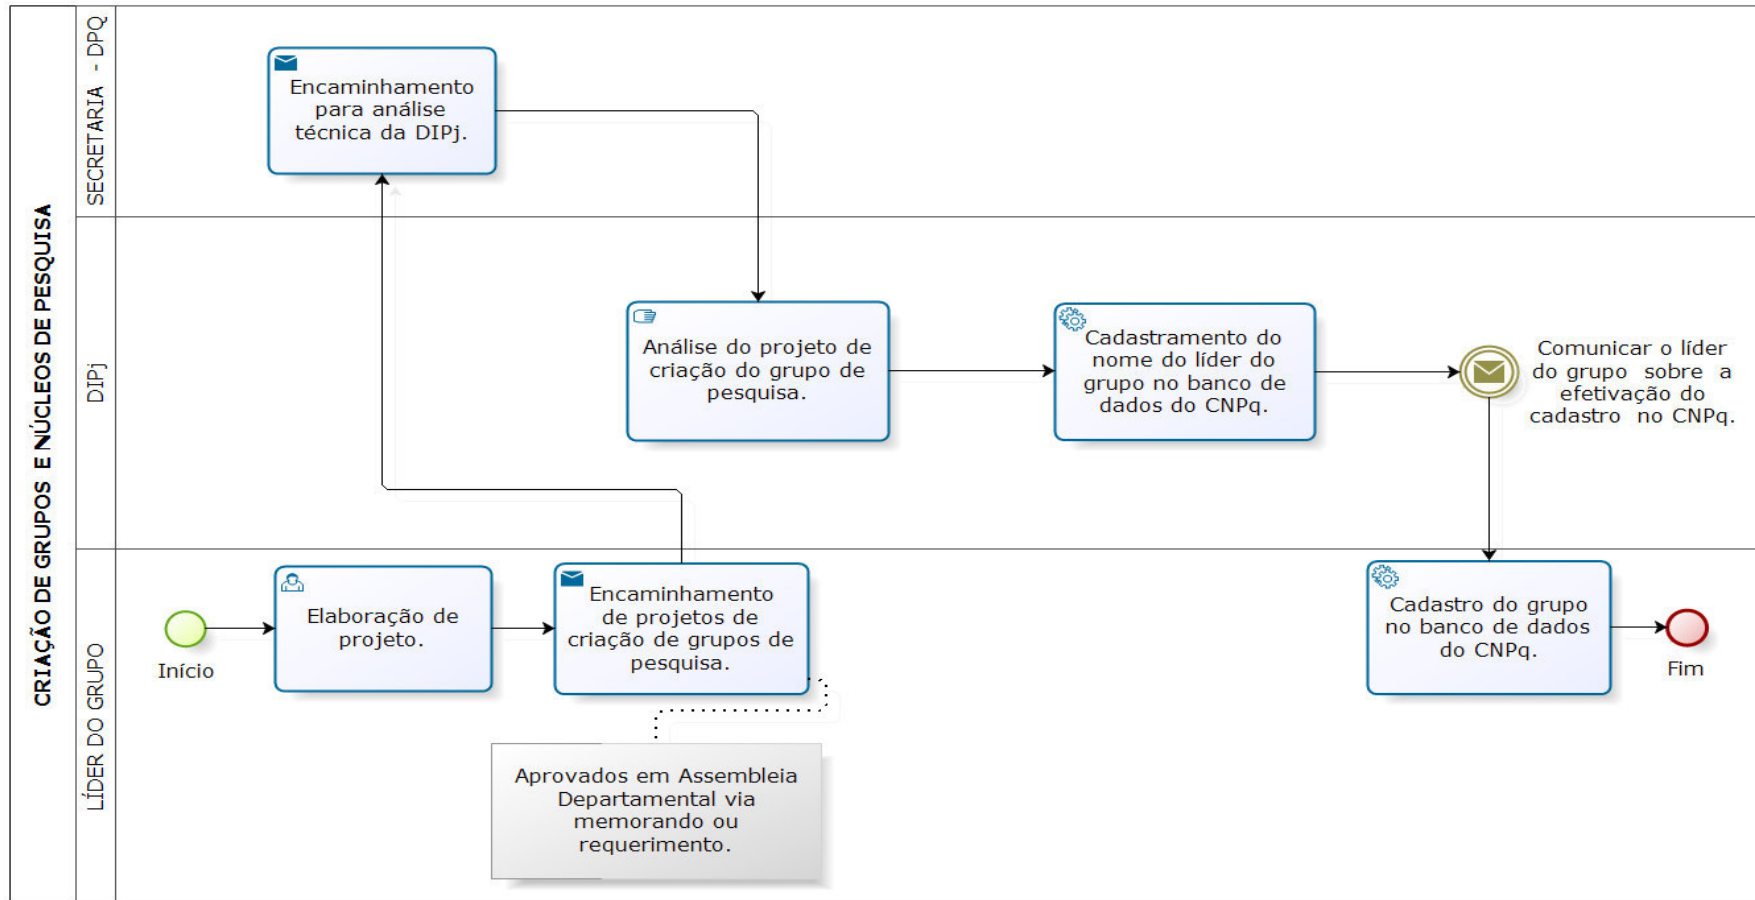 CRIAÇÃO DE GRUPOS E NÚCLEOS DE PESQUISA
SECRETARIA - DPQ
Encaminhamento
para análise
técnica da DIPj.
DIPj
Análise do projeto de
criação do grupo de
pesquisa.
Cadastramento do
nome do líder do
grupo no banco de
dados do CNPq.
Comunicar o líder
do grupo sobre a
efetivação do
cadastro no CNPq.
LÍDER DO GRUPO
Início
Elaboração de
projeto.
Encaminhamento
de projetos de
criação de grupos de
pesquisa.
Aprovados em Assembleia
Departamental via
memorando ou
requerimento.
Cadastro do grupo
no banco de dados
do CNPq.
Fim